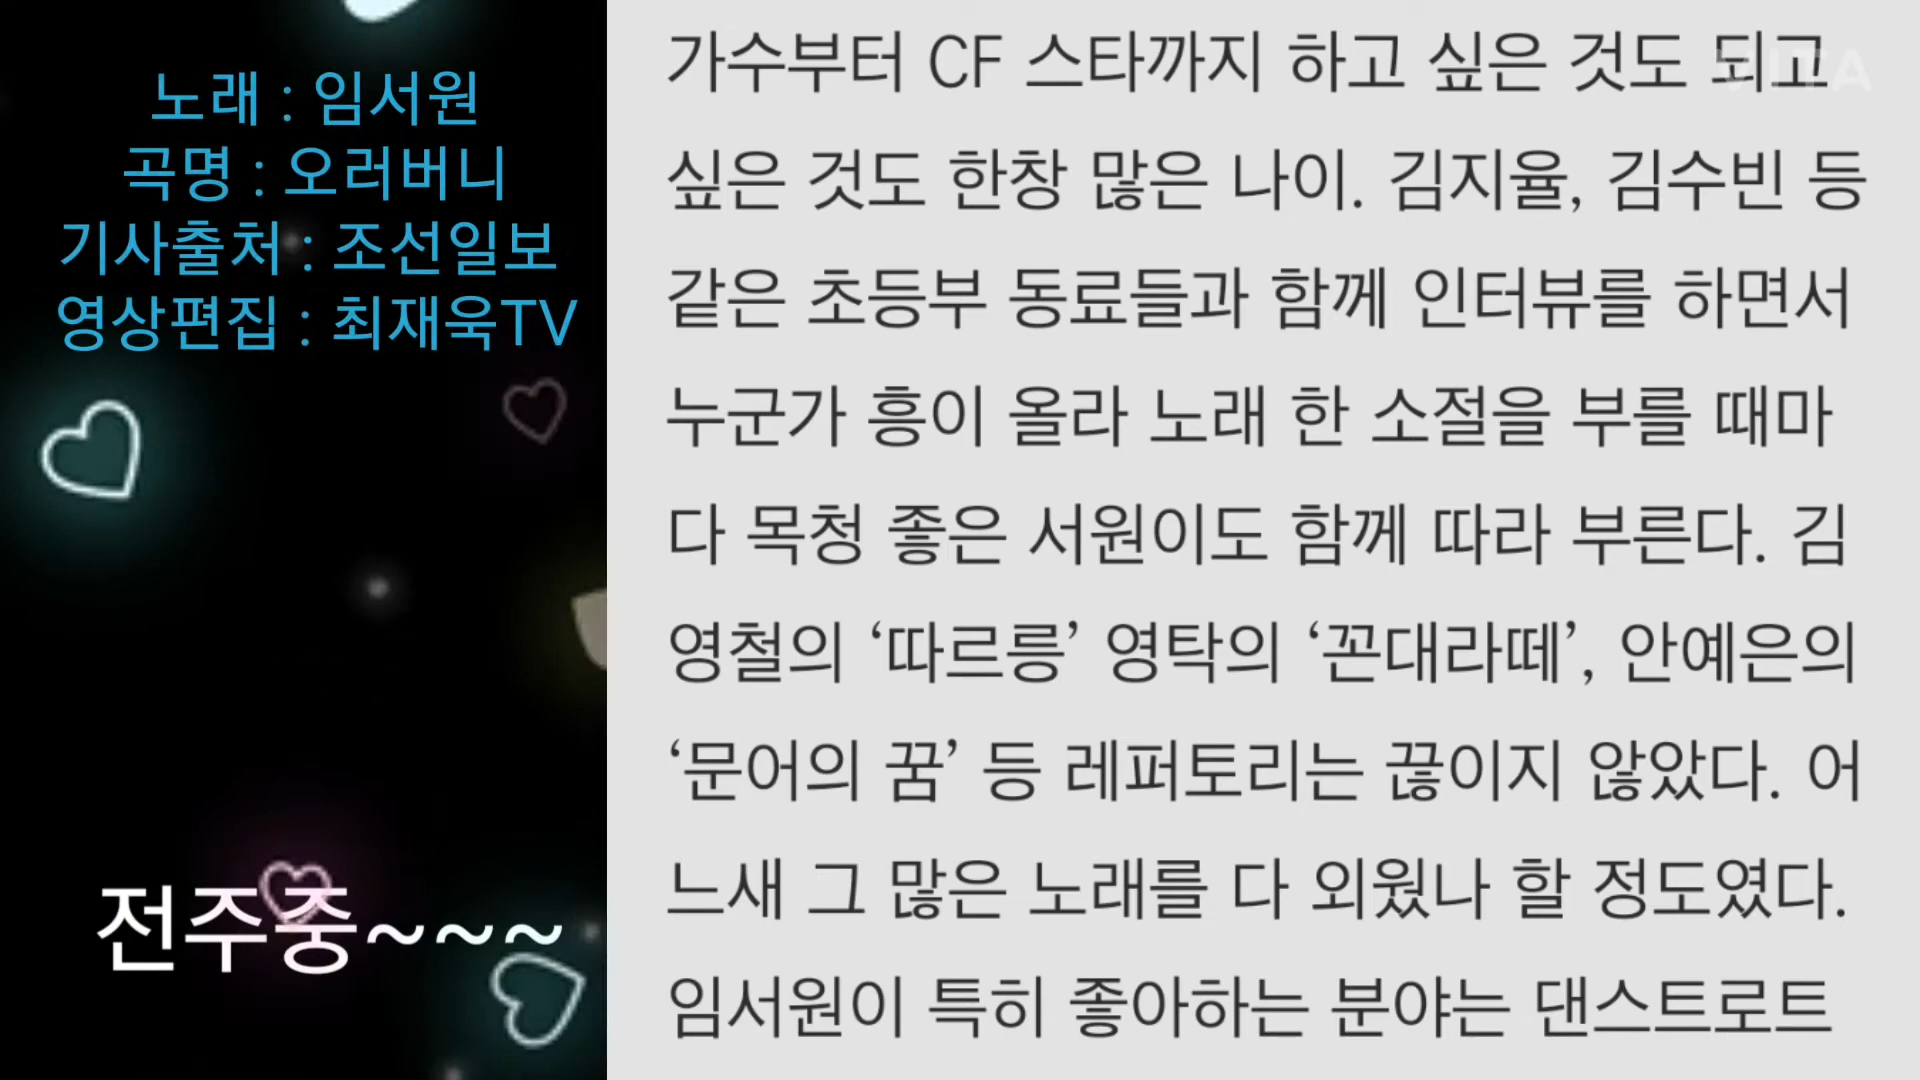 노래 : 임서원
곡명 : 오러버니
기사출처 : 조선일보
영상편집 : 최재욱TV
전주중~~~
가수부터 CF 스타까지 하고 싶은 것도 되고
싶은 것도 한창 많은 나이. 김지율, 김수빈 등
같은 초등부 동료들과 함께 인터뷰를 하면서
누군가 흥이 올라 노래 한 소절을 부를 때마
다 목청 좋은 서원이도 함께 따라 부른다. 김
영철의 ‘따르릉’ 영탁의 ‘꼰대라떼’, 안예은의
‘문어의 꿈’ 등 레퍼토리는 끊이지 않았다. 어
느새 그 많은 노래를 다 외웠나 할 정도였다.
임서원이 특히 좋아하는 분야는 댄스트로트
VITA